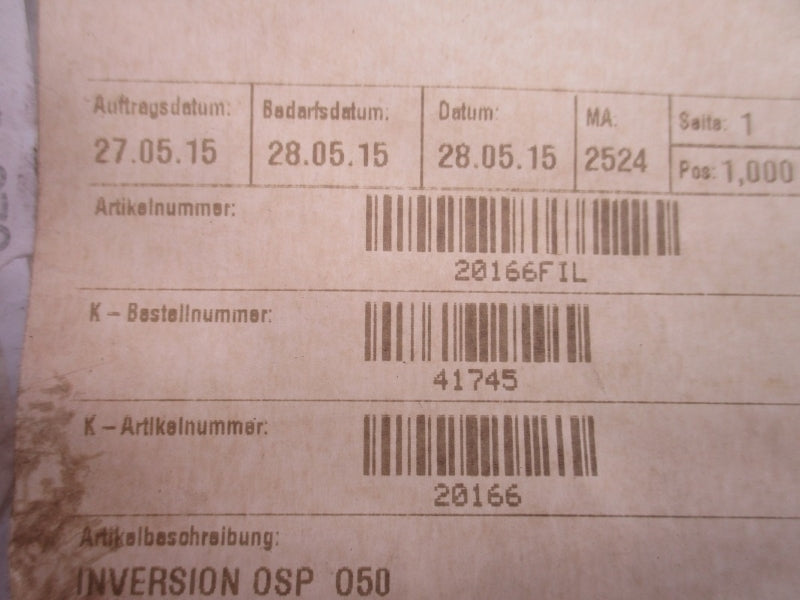 Auftragsdatum: Bedarfsdatum: Datum: MA: Seite: 1
27.05.15 28.05.15 28.05.15 2524 Pos: 1,000
Artikelnummer:
20166FIL
K-Bestellnummer:
41745
K-Artikelnummer:
20166
Artikelbeschreibung:
INVERSION OSP 050